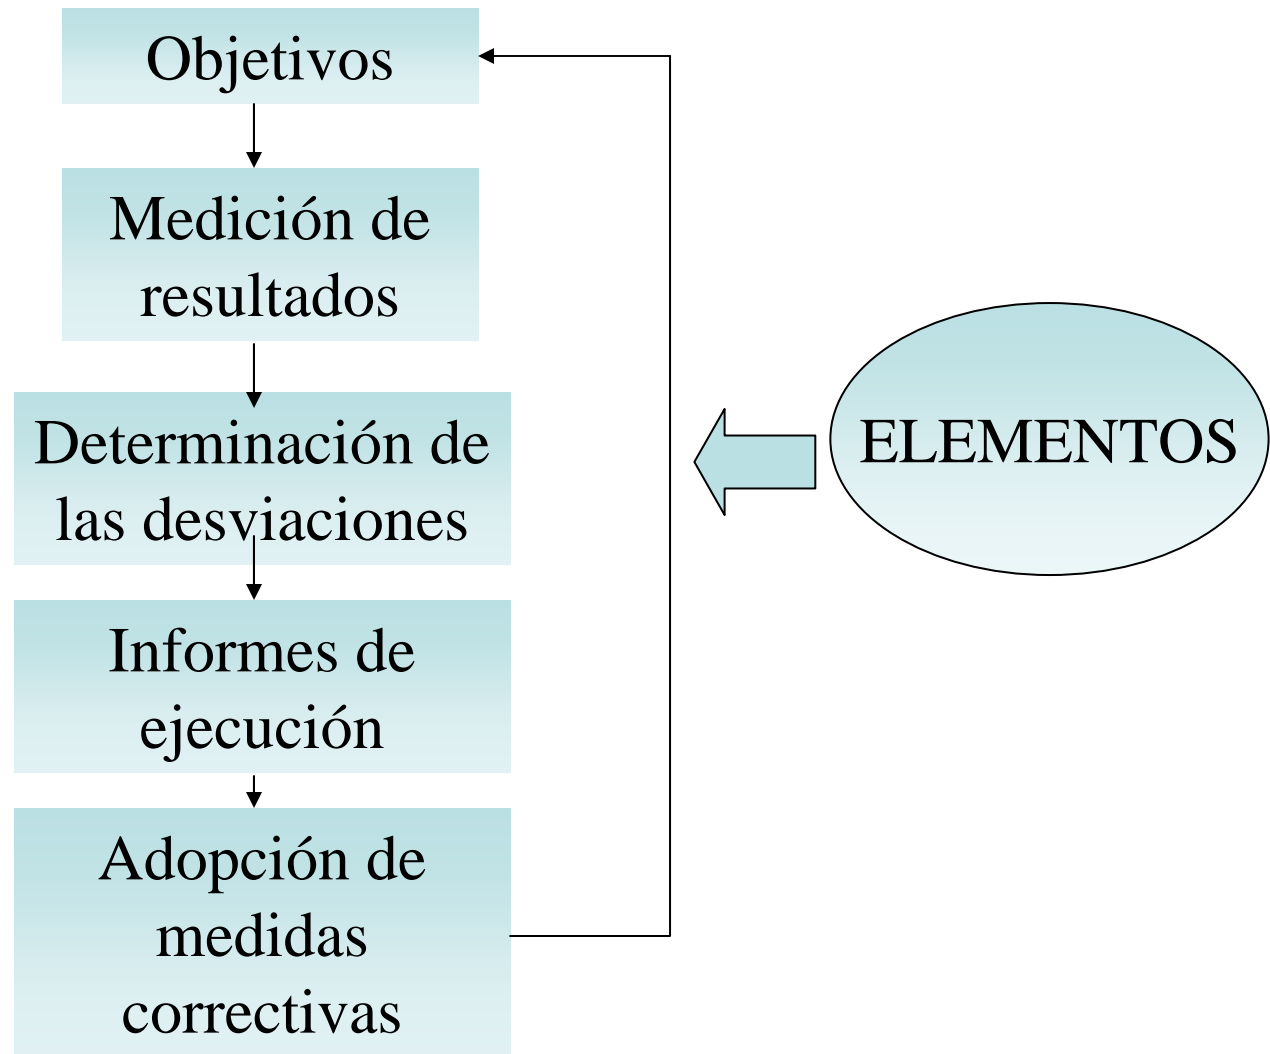 Objetivos
Medición de
resultados
Determinación de
las desviaciones
Informes de
ejecución
Adopción de
medidas
correctivas
ELEMENTOS